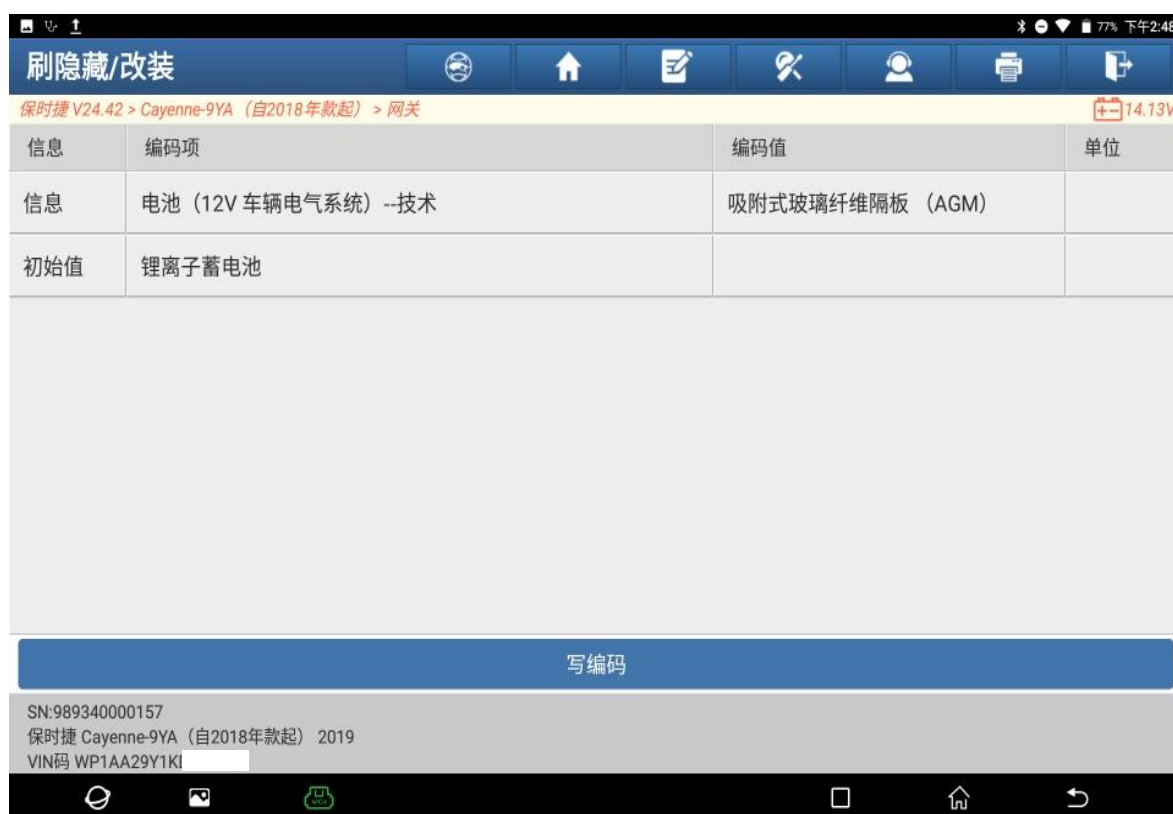 77% 下午2:48
刷隐藏/改装
保时捷 V24.42 > Cayenne-9YA（自2018年款起）> 网关 14.13V
信息 编码项 编码值 单位
信息 电池（12V 车辆电气系统）--技术 吸附式玻璃纤维隔板 （AGM）
初始值 锂离子蓄电池
写编码
SN:989340000157
保时捷 Cayenne-9YA（自2018年款起） 2019
VIN码 WP1AA29Y1K
VCI